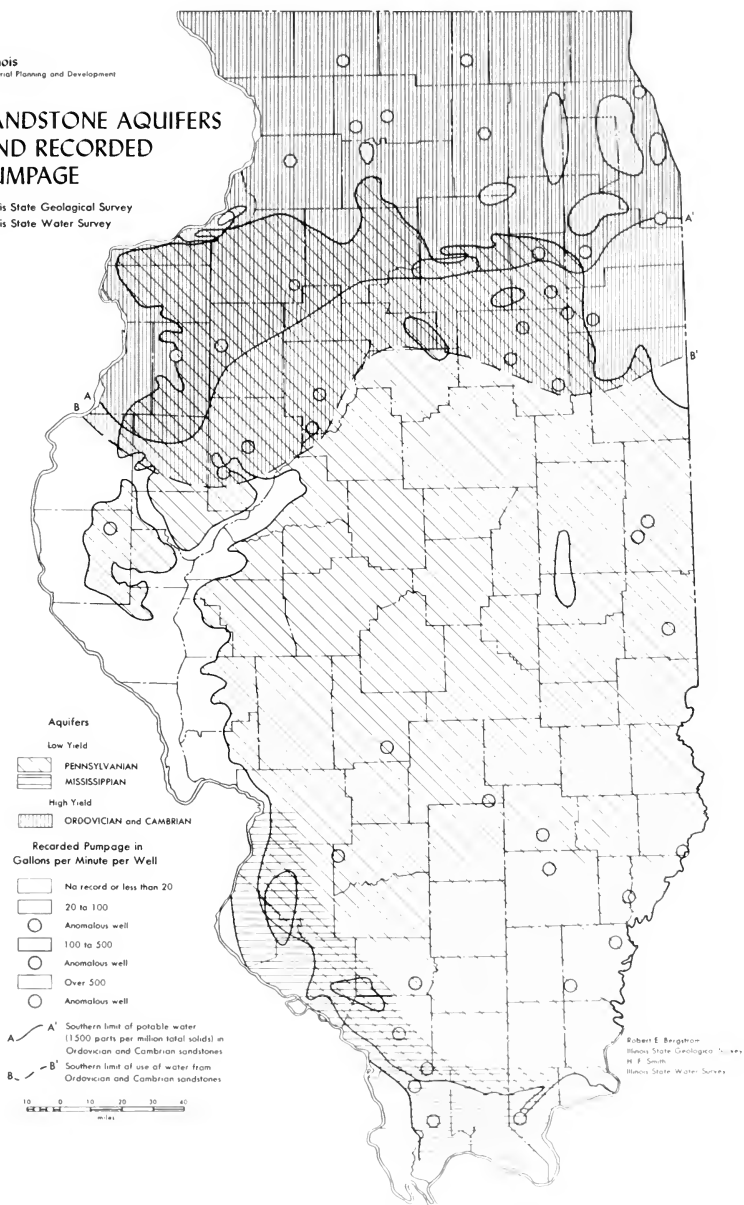 nois
rial Planning and Development
ANDSTONE AQUIFERS
ND RECORDED
UMPAGE
is State Geological Survey
is State Water Survey
A'
B'
A
B
Aquifers
Low Yield
PENNSYLVANIAN
MISSISSIPPIAN
High Yield
ORDOVICIAN and CAMBRIAN
Recorded Pumpage in
Gallons per Minute per Well
No record or less than 20
20 to 100
Anomalous well
100 to 500
Anomalous well
Over 500
Anomalous well
A A' Southern limit of potable water
(1500 parts per million total solids) in
Ordovician and Cambrian sandstones
B B' Southern limit of use of water from
Ordovician and Cambrian sandstones
10 0 10 20 30 40
miles
Robert E. Bergstrom
Illinois State Geological Survey
H. F. Smith
Illinois State Water Survey